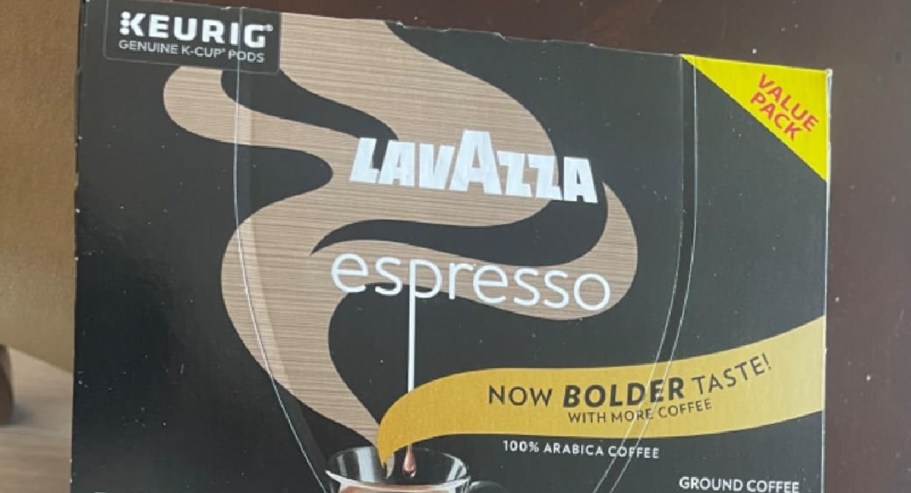 KEURIG®
GENUINE K-CUP® PODS
VALUE
PACK
LAVAZZA
espresso
NOW BOLDER TASTE!
WITH MORE COFFEE
100% ARABICA COFFEE
GROUND COFFEE